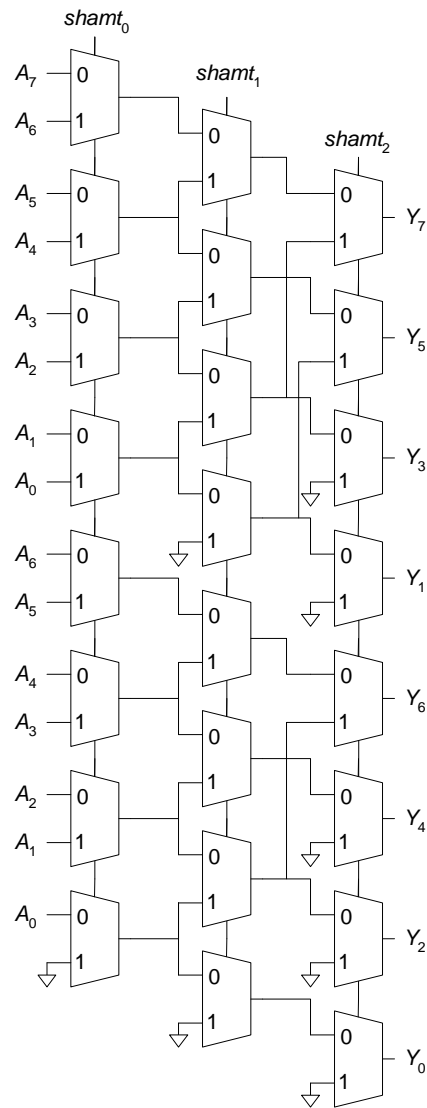 shamt₀
shamt₁
shamt₂
A₇ 0
A₆ 1
0
1
0
1
Y₇
A₅ 0
A₄ 1
0
1
0
1
Y₅
A₃ 0
A₂ 1
0
1
0
1
Y₃
A₁ 0
A₀ 1
0
1
0
1
Y₁
A₆ 0
A₅ 1
0
1
0
1
Y₆
A₄ 0
A₃ 1
0
1
0
1
Y₄
A₂ 0
A₁ 1
0
1
0
1
Y₂
A₀ 0
1
0
1
0
1
Y₀